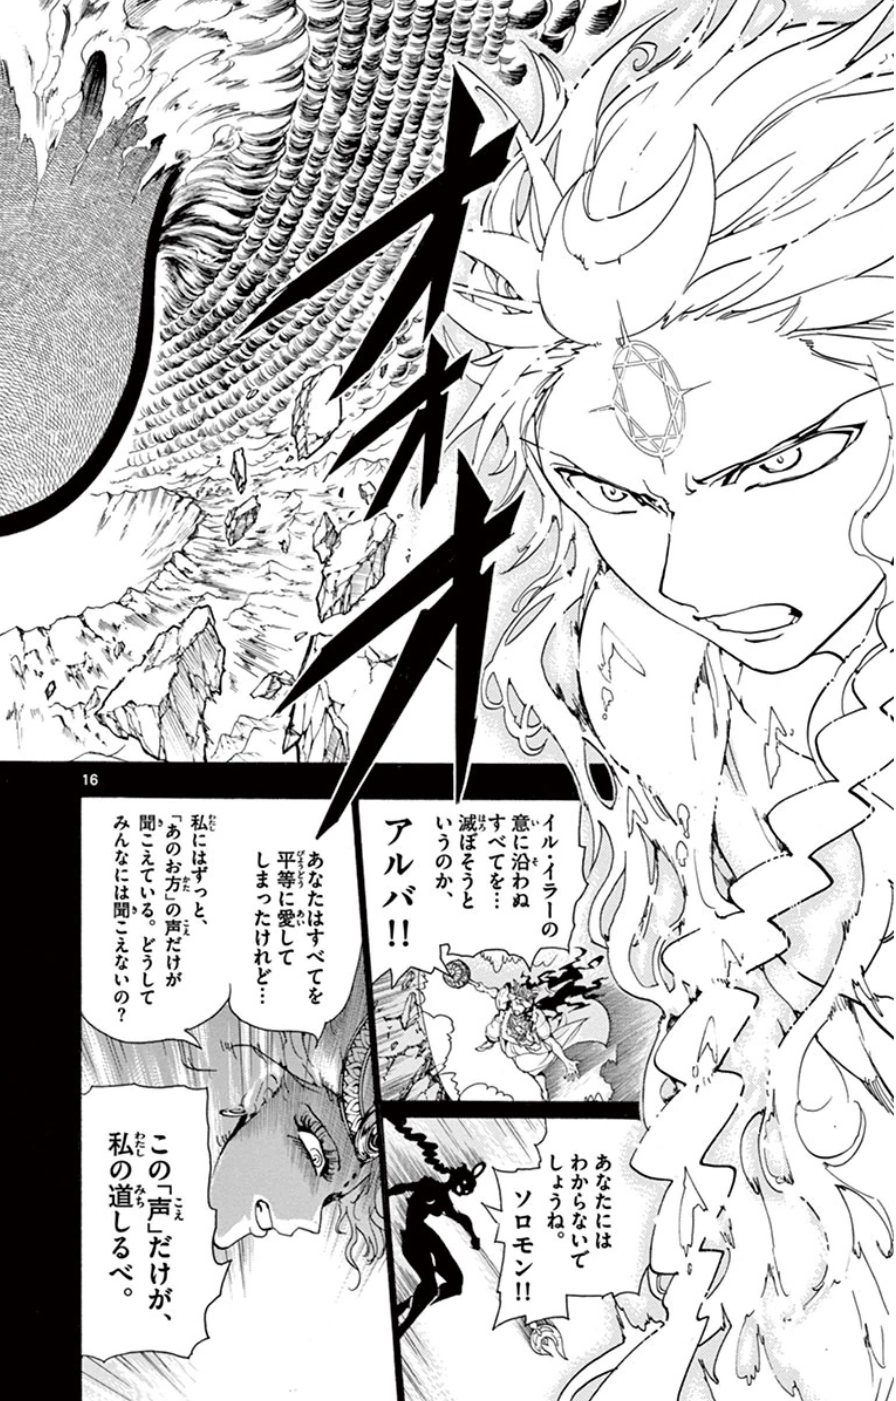 オオオ
16
イル・イラーの
意に沿わぬ
すべてを…
滅ぼそうと
いうのか、
アルバ!!
あなたには
わからないで
しょうね。
ソロモン!!
あなたはすべてを
平等に愛して
しまったけれど…
私にはずっと、
「あのお方」の声だけが
聞こえている。どうして
みんなには聞こえないの?
この「声」だけが、
私の道しるべ。